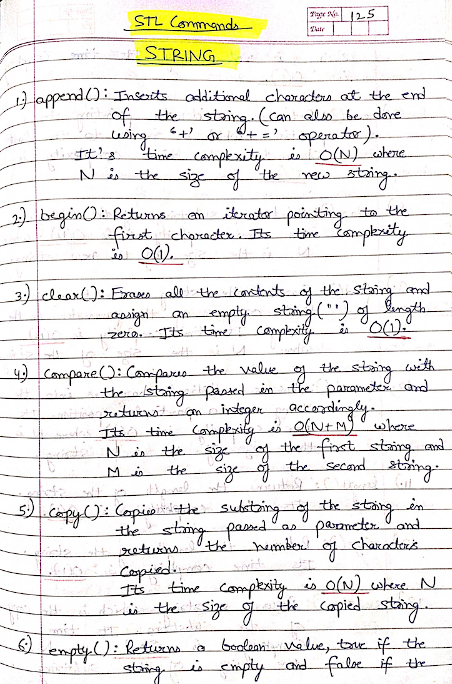 STL Commands
Page No. 125
Date
STRING
1.) append(): Inserts additional characters at the end
of the string. (can also be done
using '+' or '+=' operator).
It's time complexity is O(N) where
N is the size of the new string.
2.) begin(): Returns an iterator pointing to the
first character. Its time complexity
is O(1).
3.) clear(): Erases all the contents of the string and
assign an empty string ("") of length
zero. Its time complexity is O(1).
4.) compare(): Compares the value of the string with
the string passed in the parameter and
returns an integer accordingly.
Its time complexity is O(N+M) where
N is the size of the first string and
M is the size of the second string.
5.) copy(): Copies the substring of the string in
the string passed as parameter and
returns the number of characters
copied.
Its time complexity is O(N) where N
is the size of the copied string.
6.) empty(): Returns a boolean value, true if the
string is empty and false if the